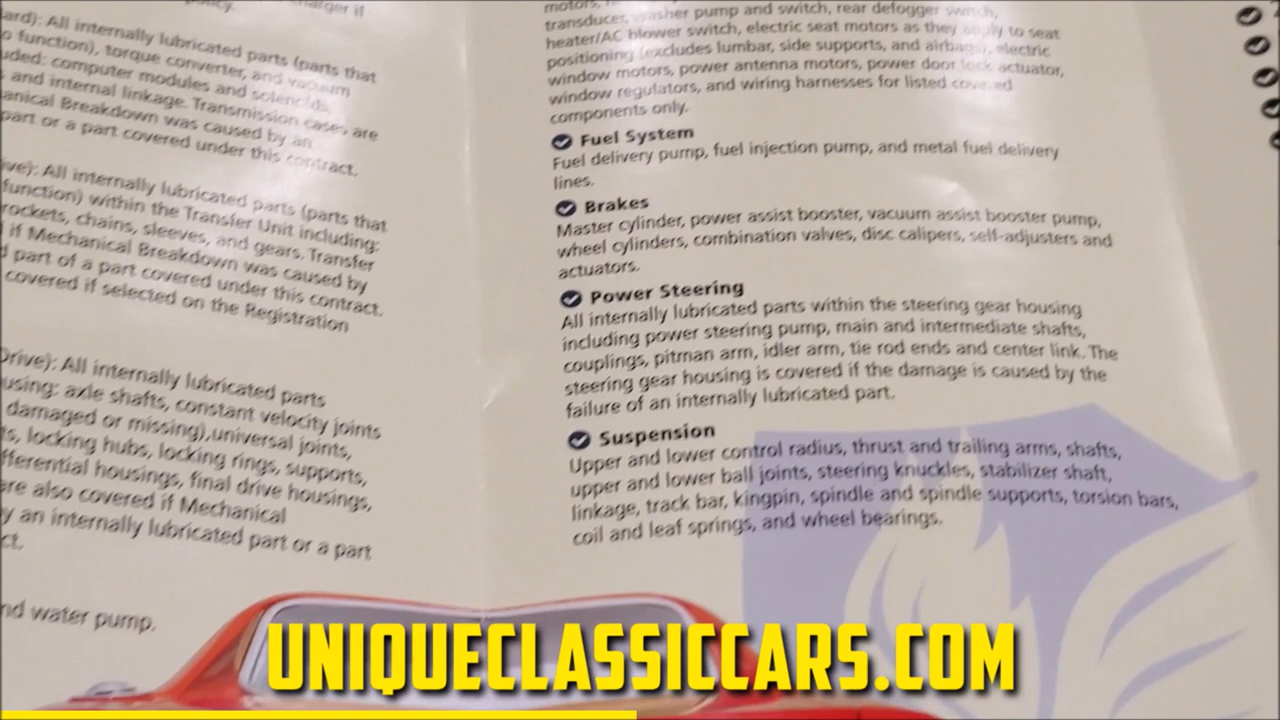 policy.
All internally lubricated parts (parts that
function), torque converter, and vacuum
computer modules and solenoids,
and internal linkage. Transmission cases are
Breakdown was caused by an
part or a part covered under this contract.
All internally lubricated parts (parts that
function) within the Transfer Unit including:
chains, sleeves, and gears. Transfer
if Mechanical Breakdown was caused by
part of a part covered under this contract.
covered if selected on the Registration
Drive): All internally lubricated parts
axle shafts, constant velocity joints
damaged or missing),universal joints,
locking hubs, locking rings, supports,
housings, final drive housings,
are also covered if Mechanical
an internally lubricated part or a part
water pump.
motors,
transducer, washer pump and switch, rear defogger switch,
heater/AC blower switch, electric seat motors as they apply to seat
positioning (excludes lumbar, side supports, and airbags), electric
window motors, power antenna motors, power door lock actuator,
window regulators, and wiring harnesses for listed covered
components only.
Fuel System
Fuel delivery pump, fuel injection pump, and metal fuel delivery
lines.
Brakes
Master cylinder, power assist booster, vacuum assist booster pump,
wheel cylinders, combination valves, disc calipers, self-adjusters and
actuators.
Power Steering
All internally lubricated parts within the steering gear housing
including power steering pump, main and intermediate shafts,
couplings, pitman arm, idler arm, tie rod ends and center link. The
steering gear housing is covered if the damage is caused by the
failure of an internally lubricated part.
Suspension
Upper and lower control radius, thrust and trailing arms, shafts,
upper and lower ball joints, steering knuckles, stabilizer shaft,
linkage, track bar, kingpin, spindle and spindle supports, torsion bars,
coil and leaf springs, and wheel bearings.
UNIQUECLASSICCARS.COM